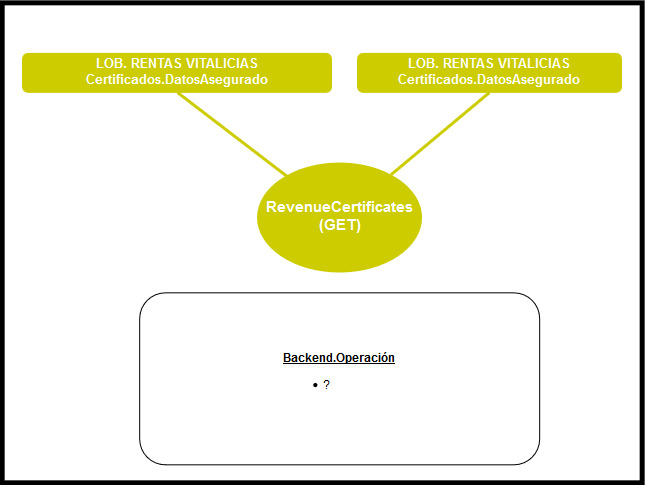 LOB. RENTAS VITALICIAS
Certificados.DatosAsegurado
LOB. RENTAS VITALICIAS
Certificados.DatosAsegurado
RevenueCertificates
(GET)
Backend.Operación
• ?